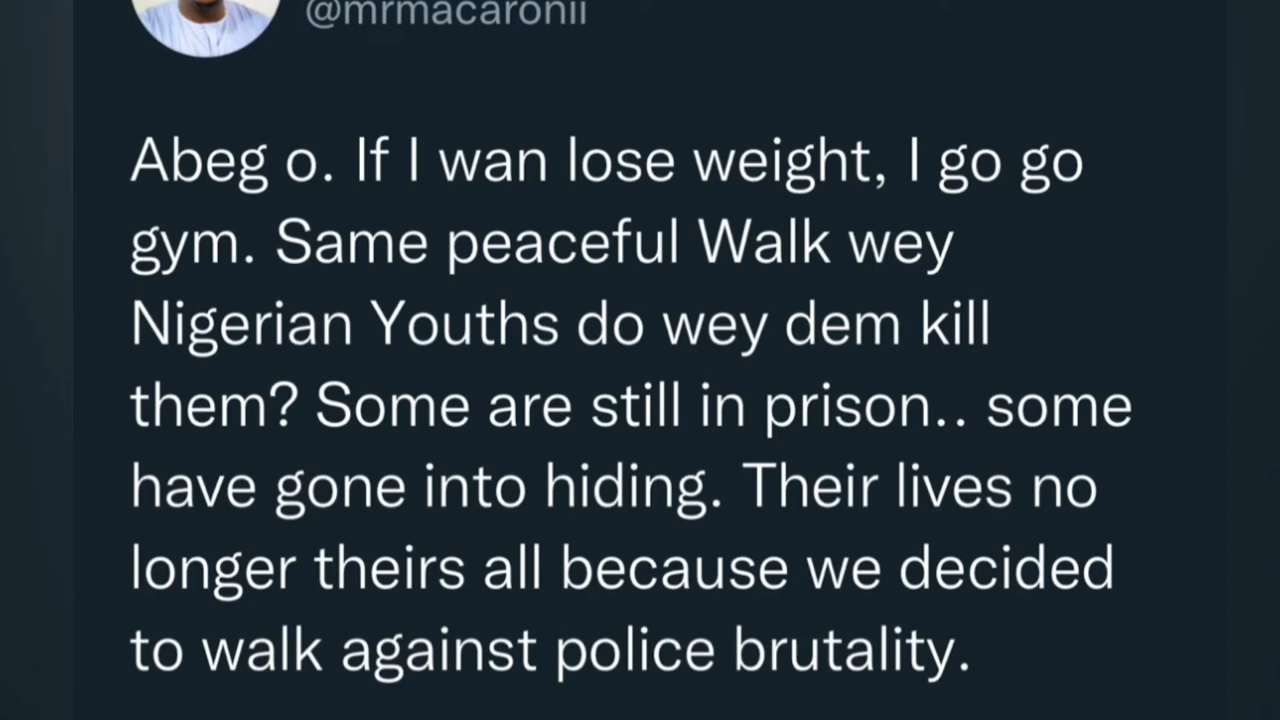 @mrmacaronii
Abeg o. If I wan lose weight, I go go
gym. Same peaceful Walk wey
Nigerian Youths do wey dem kill
them? Some are still in prison.. some
have gone into hiding. Their lives no
longer theirs all because we decided
to walk against police brutality.